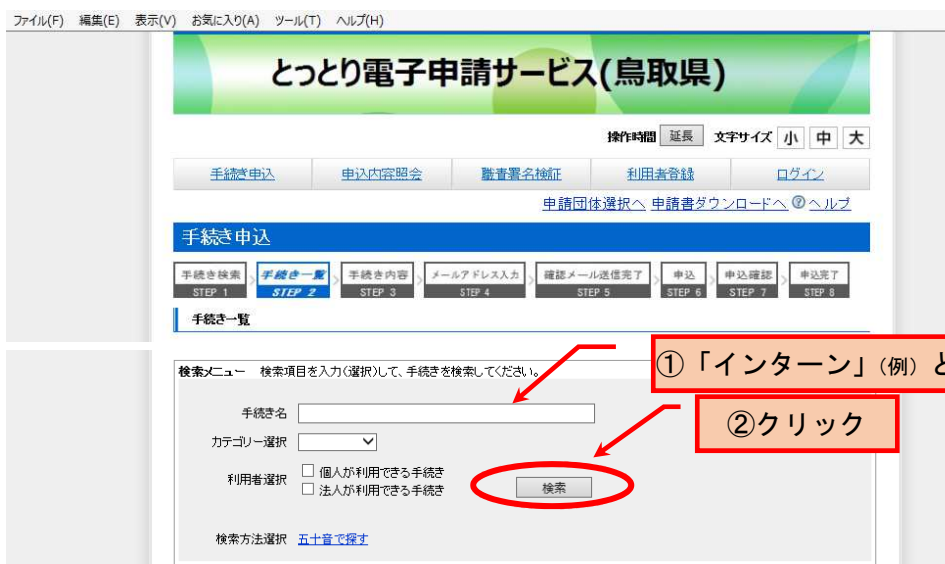 ファイル(F) 編集(E) 表示(V) お気に入り(A) ツール(T) ヘルプ(H)
とっとり電子申請サービス(鳥取県)
操作時間 延長 文字サイズ 小 中 大
手続き申込 申込内容照会 職責署名検証 利用者登録 ログイン
申請団体選択へ 申請書ダウンロードへ ?ヘルプ
手続き申込
手続き検索 手続き一覧 手続き内容 メールアドレス入力 確認メール送信完了 申込 申込確認 申込完了
STEP 1 STEP 2 STEP 3 STEP 4 STEP 5 STEP 6 STEP 7 STEP 8
手続き一覧
①「インターン」(例)と
検索メニュー 検索項目を入力(選択)して、手続きを検索してください。
手続き名
②クリック
カテゴリー選択
利用者選択 個人が利用できる手続き
法人が利用できる手続き
検索
検索方法選択 五十音で探す